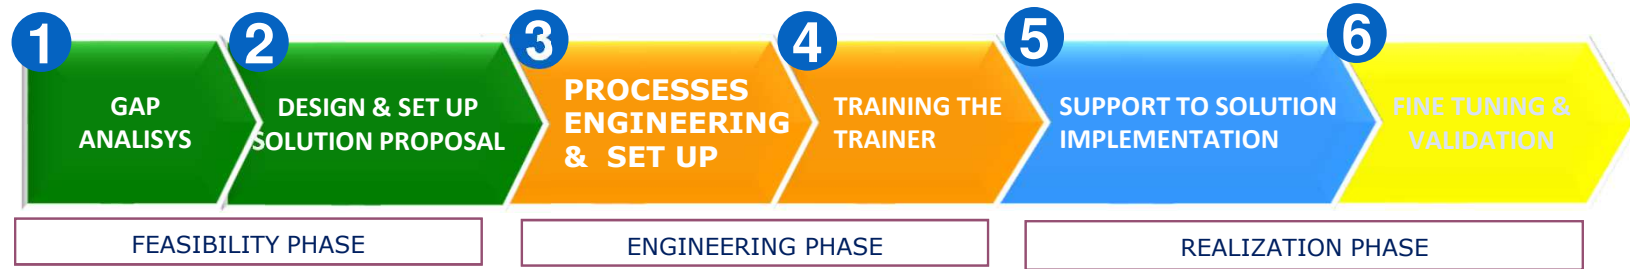 1
GAP
ANALISYS
2
DESIGN & SET UP
SOLUTION PROPOSAL
3
PROCESSES
ENGINEERING
& SET UP
4
TRAINING THE
TRAINER
5
SUPPORT TO SOLUTION
IMPLEMENTATION
6
FINE TUNING &
VALIDATION
FEASIBILITY PHASE
ENGINEERING PHASE
REALIZATION PHASE